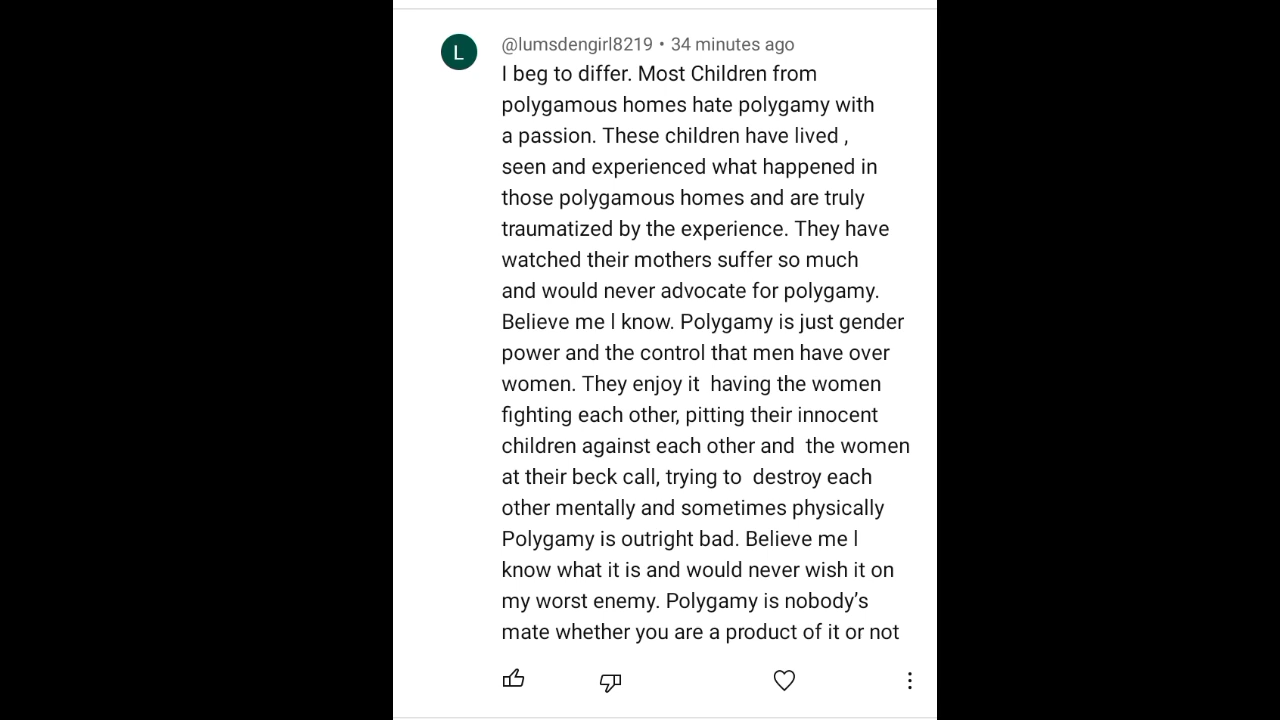 L
@lumsdengirl8219 • 34 minutes ago
I beg to differ. Most Children from
polygamous homes hate polygamy with
a passion. These children have lived ,
seen and experienced what happened in
those polygamous homes and are truly
traumatized by the experience. They have
watched their mothers suffer so much
and would never advocate for polygamy.
Believe me I know. Polygamy is just gender
power and the control that men have over
women. They enjoy it  having the women
fighting each other, pitting their innocent
children against each other and  the women
at their beck call, trying to  destroy each
other mentally and sometimes physically
Polygamy is outright bad. Believe me I
know what it is and would never wish it on
my worst enemy. Polygamy is nobody’s
mate whether you are a product of it or not